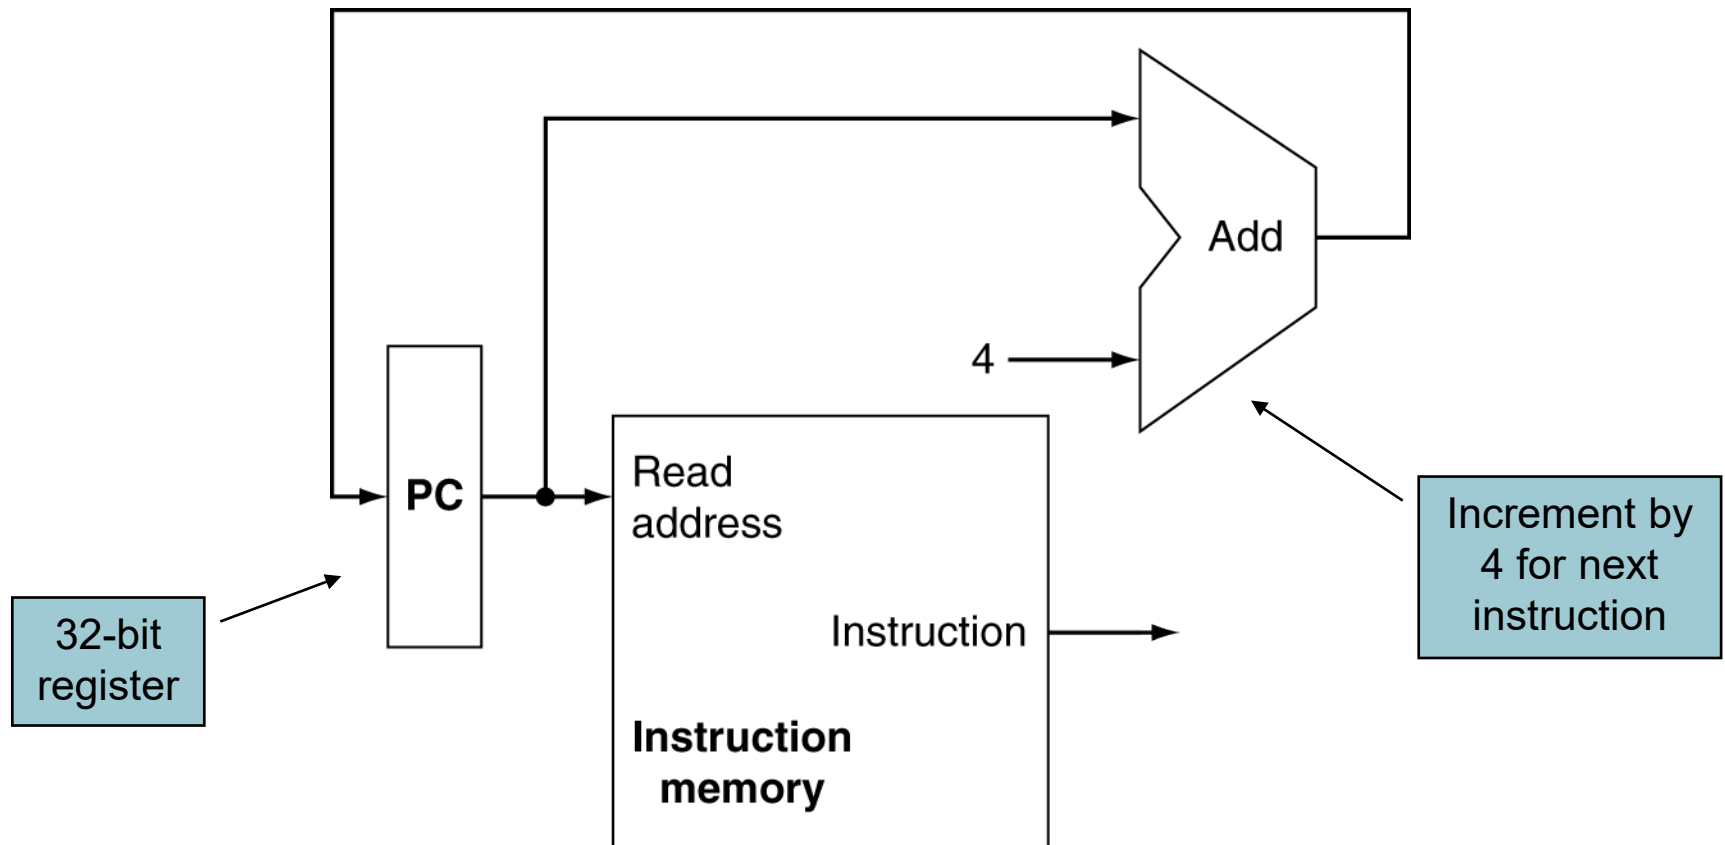 Add
4
PC
Read
address
Increment by
4 for next
instruction
32-bit
register
Instruction
Instruction
memory